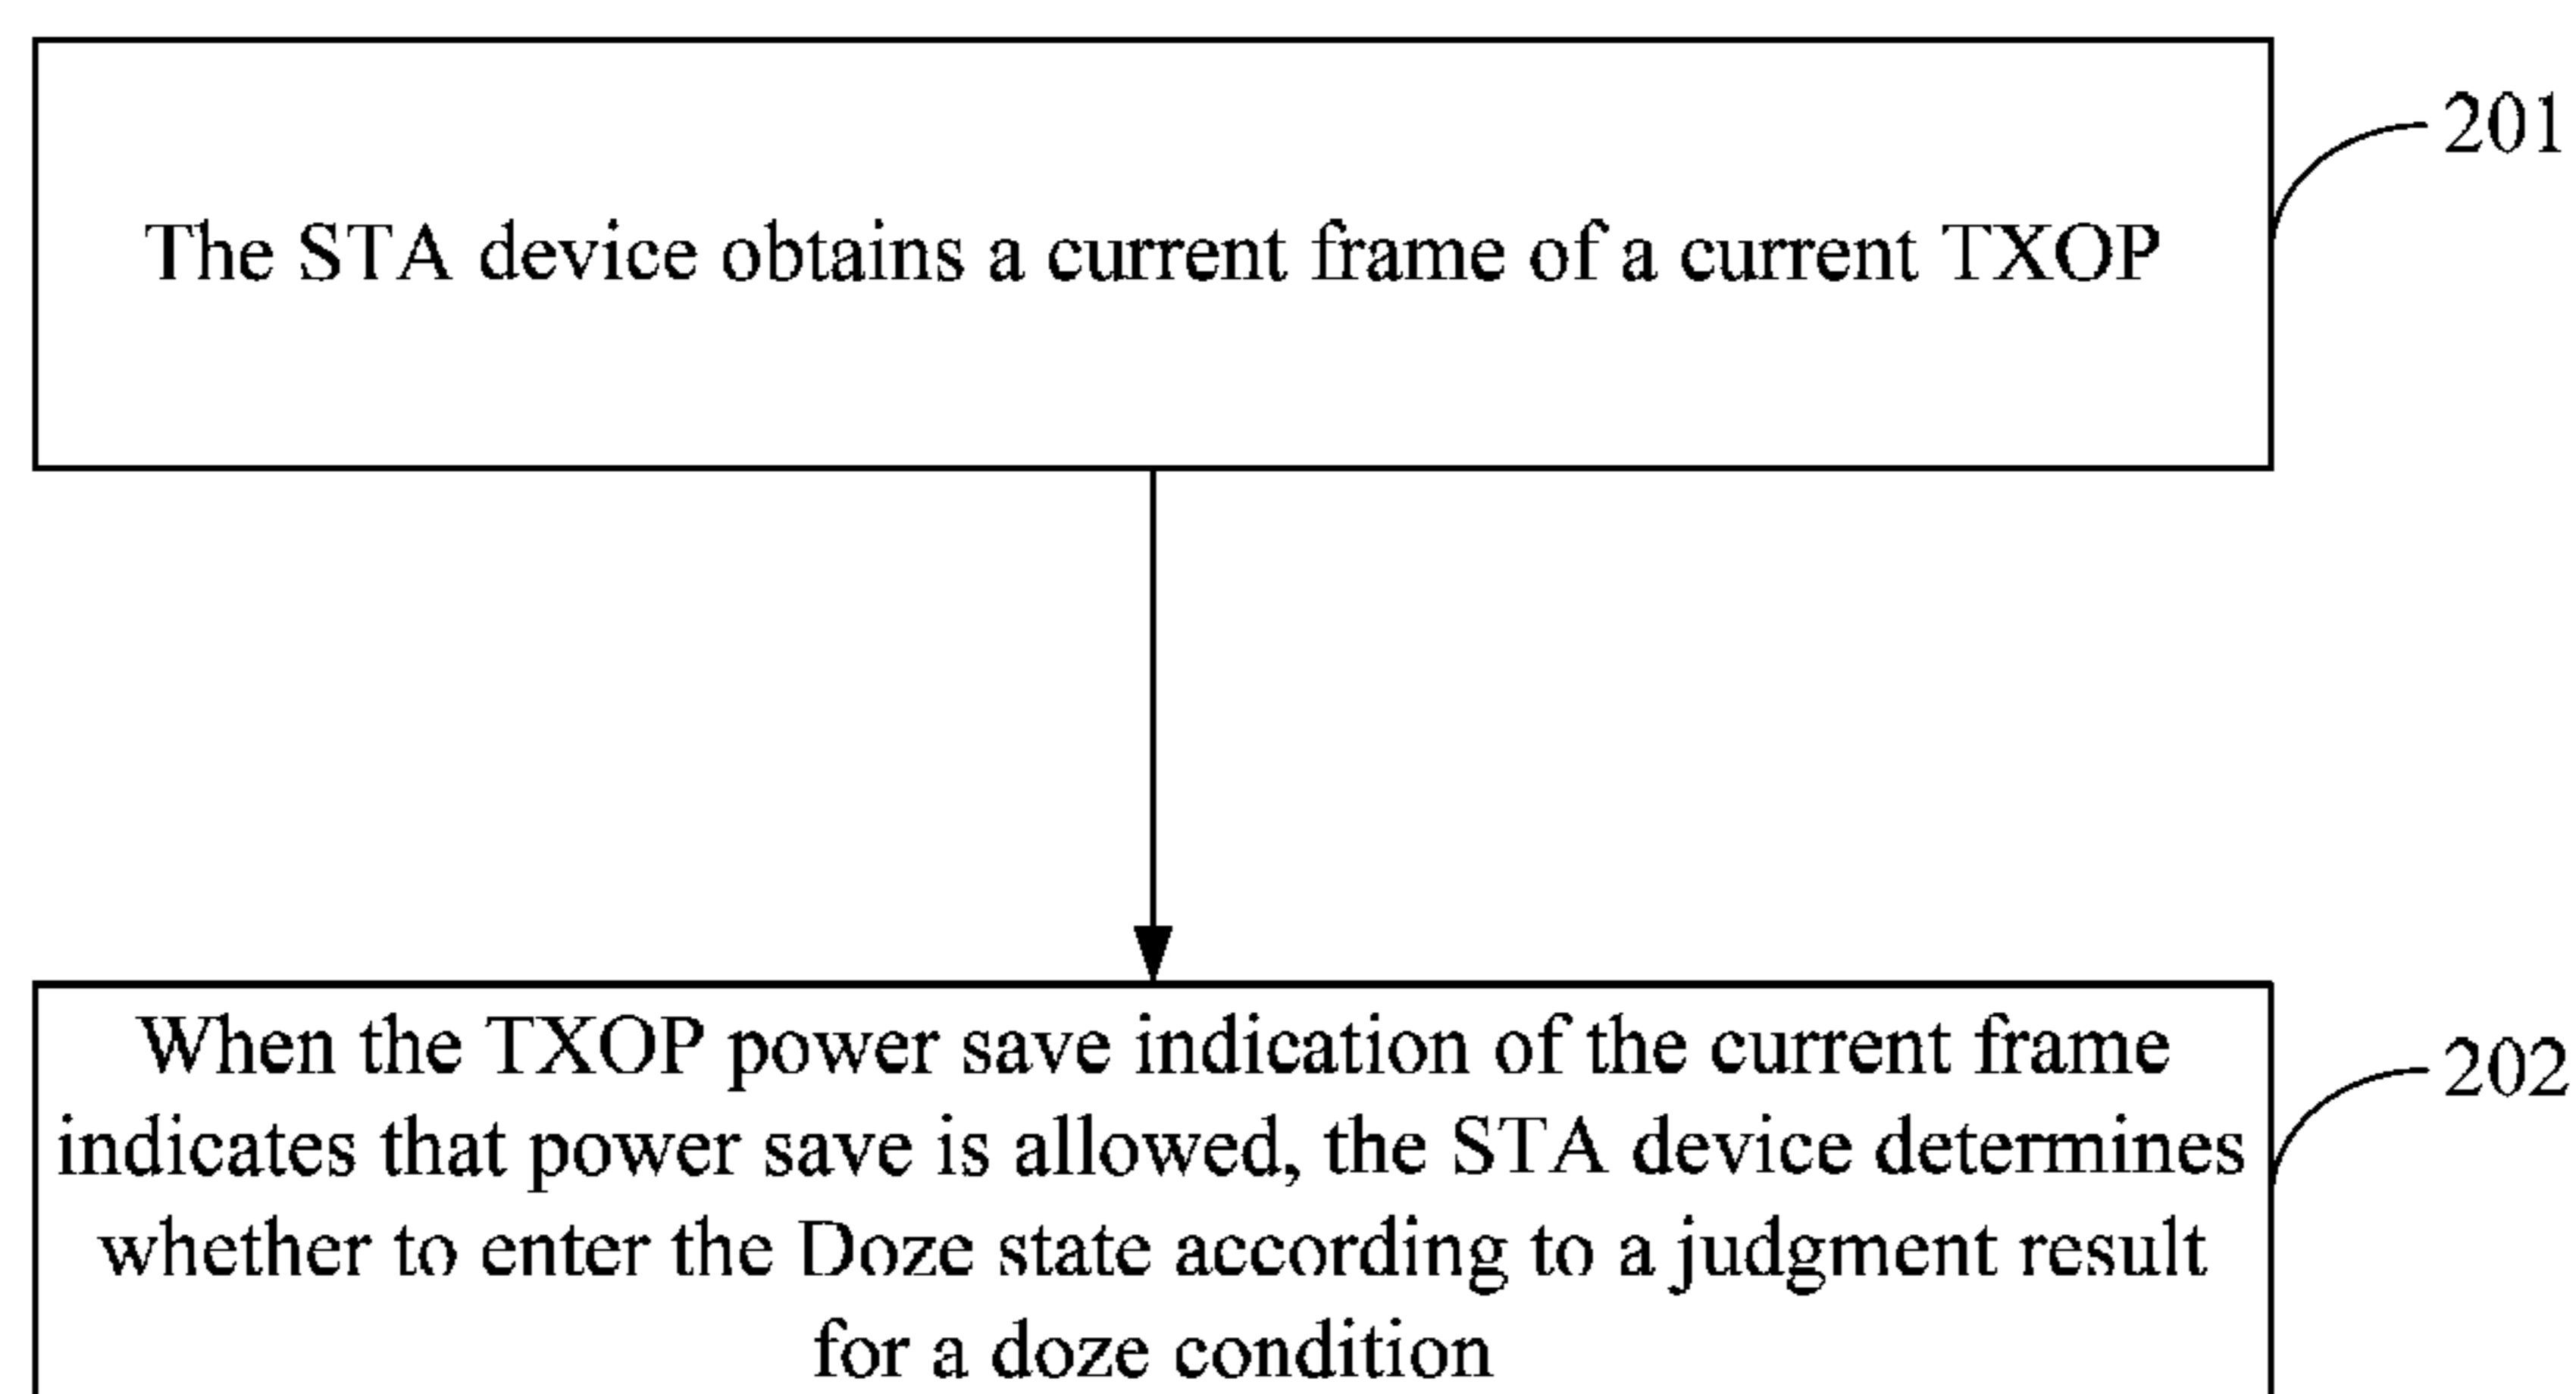 The STA device obtains a current frame of a current TXOP
201
When the TXOP power save indication of the current frame
indicates that power save is allowed, the STA device determines
whether to enter the Doze state according to a judgment result
for a doze condition
202